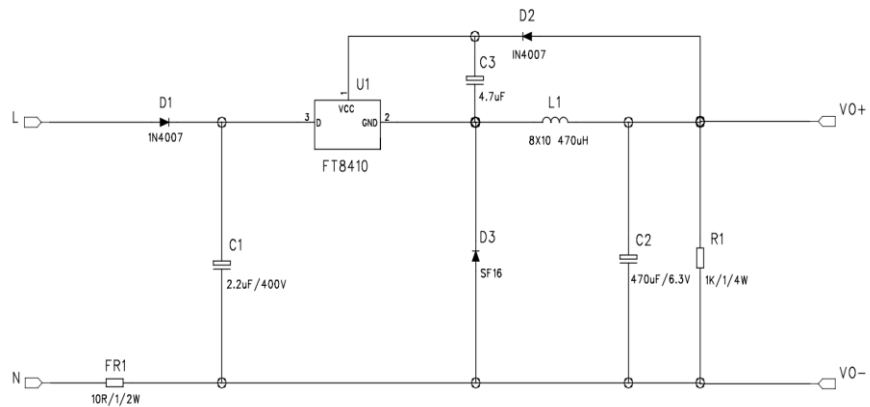 D2
1N4007
C3
4.7uF
U1
1
VCC
D1
L1
L
3
D
GND
2
VO+
1N4007
8X10 470uH
FT8410
D3
C1
C2
R1
SF16
2.2uF/400V
470uF/6.3V
1K/1/4W
FR1
N
VO-
10R/1/2W